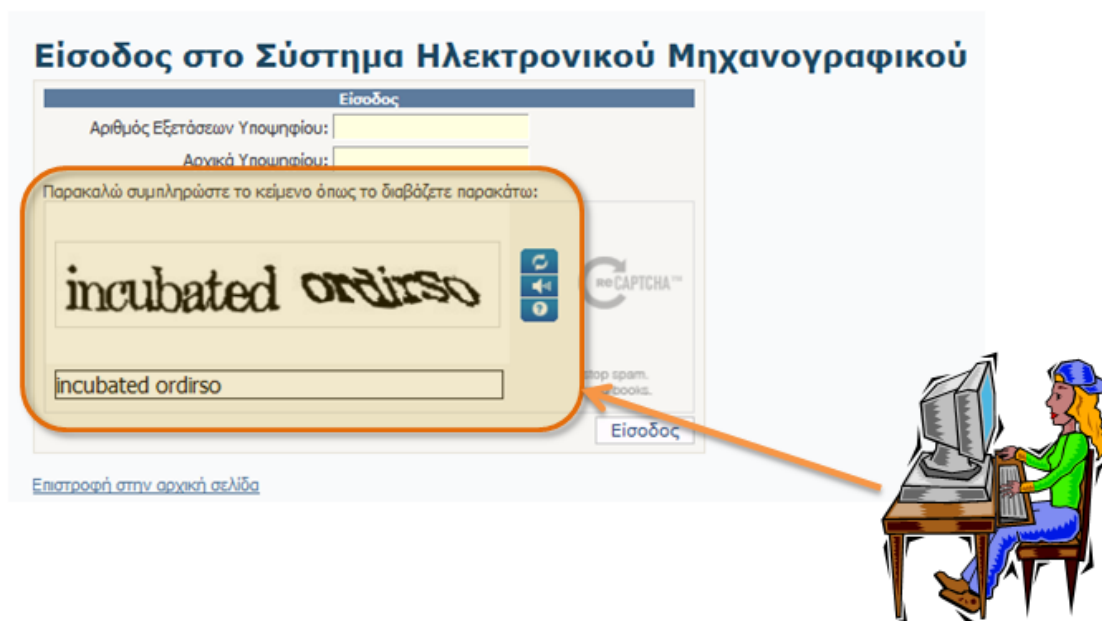 Είσοδος στο Σύστημα Ηλεκτρονικού Μηχανογραφικού
Είσοδος
Αριθμός Εξετάσεων Υποψηφίου:
Αρχικά Υποψηφίου:
Παρακαλώ συμπληρώστε το κείμενο όπως το διαβάζετε παρακάτω:
incubated ordirso
reCAPTCHA™
incubated ordirso
stop spam.
books.
Είσοδος
Επιστροφή στην αρχική σελίδα